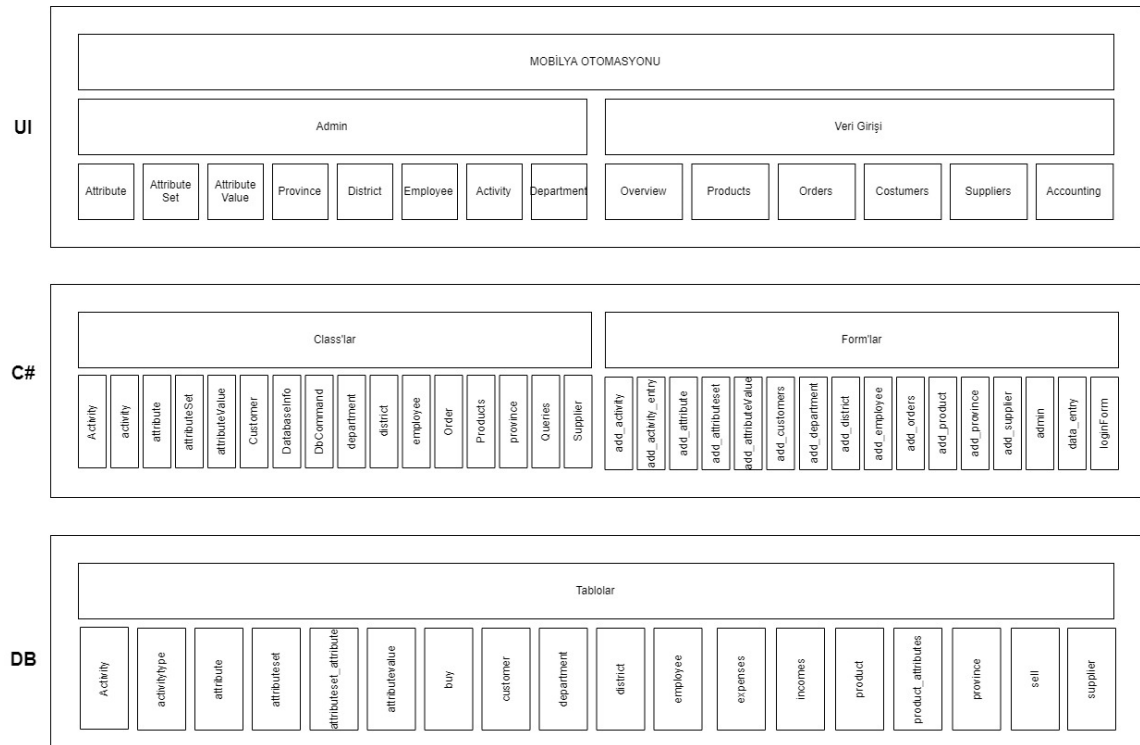 UI
MOBİLYA OTOMASYONU
Admin
Veri Girişi
Attribute
Attribute
Set
Attribute
Value
Province
District
Employee
Activity
Department
Overview
Products
Orders
Costumers
Suppliers
Accounting
C#
Class'lar
Form'lar
Activity
activity
attribute
attributeSet
attributeValue
Customer
DatabaseInfo
DbCommand
department
district
employee
Order
Products
province
Queries
Supplier
add_activity
add_activity_entry
add_attribute
add_attributeset
add_attributeValue
add_customers
add_department
add_district
add_employee
add_orders
add_product
add_province
add_supplier
admin
data_entry
loginForm
DB
Tablolar
Activity
activitytype
attribute
attributeset
attributeset_attribute
attributevalue
buy
customer
department
district
employee
expenses
incomes
product
product_attributes
province
sell
supplier